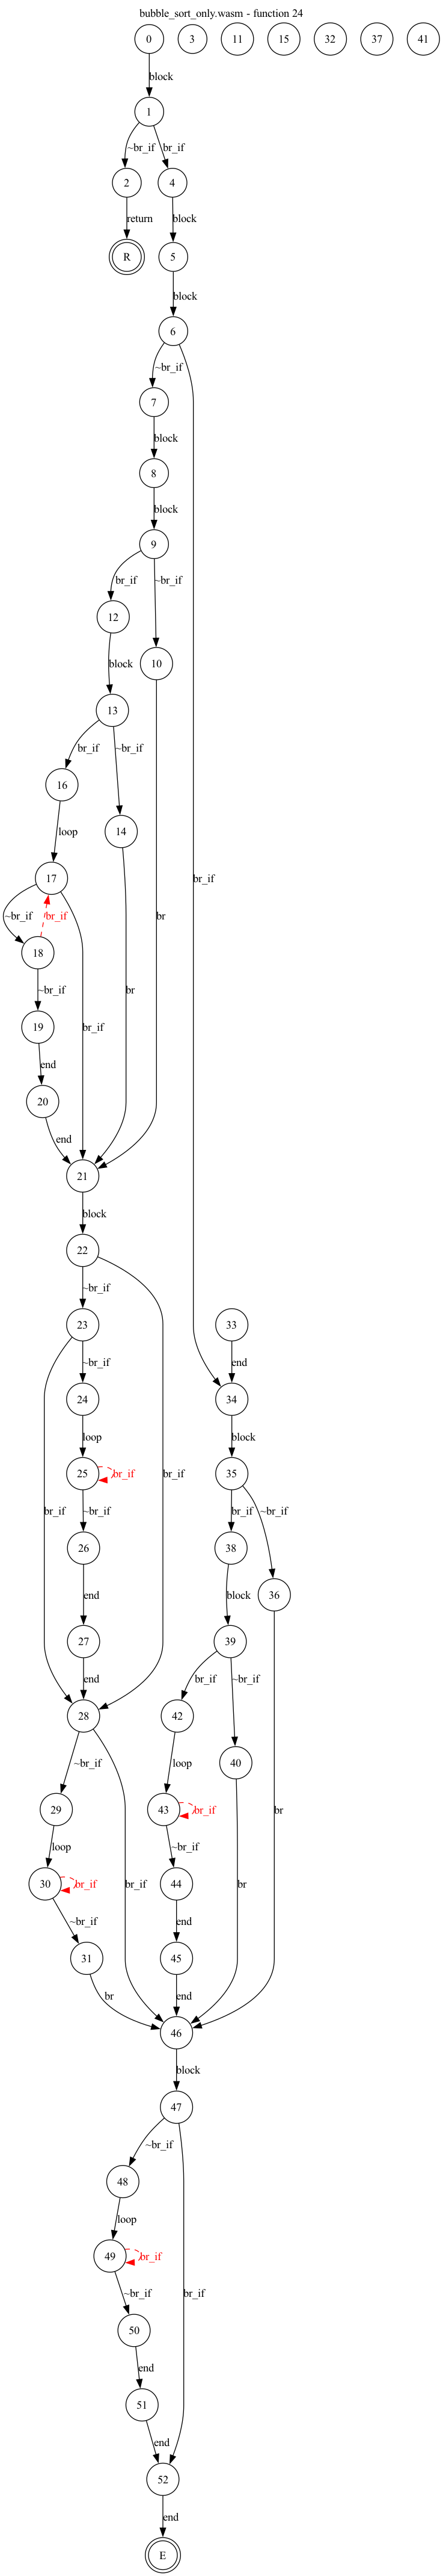 bubble_sort_only.wasm - function 24
0 3 11 15 32 37 41
block
1
~br_if br_if
2 4
return block
R 5
block
6
~br_if
7
block
8
block
9
br_if ~br_if
12
10
block
13
br_if ~br_if
16
14
loop
17 br_if
~br_if br_if br
18
~br_if br
19 br_if
end
20
end
21
block
22
~br_if
23 33
~br_if end
24 34
loop block
25 br_if br_if 35
br_if ~br_if br_if ~br_if
26 38
36
end block
27 39
end br_if ~br_if
28 42
40
~br_if loop
29 43 br_if br
loop ~br_if
30 br_if br_if 44 br
~br_if end
31 45
br end
46
block
47
~br_if
48
loop
49 br_if
~br_if br_if
50
end
51
end
52
end
E